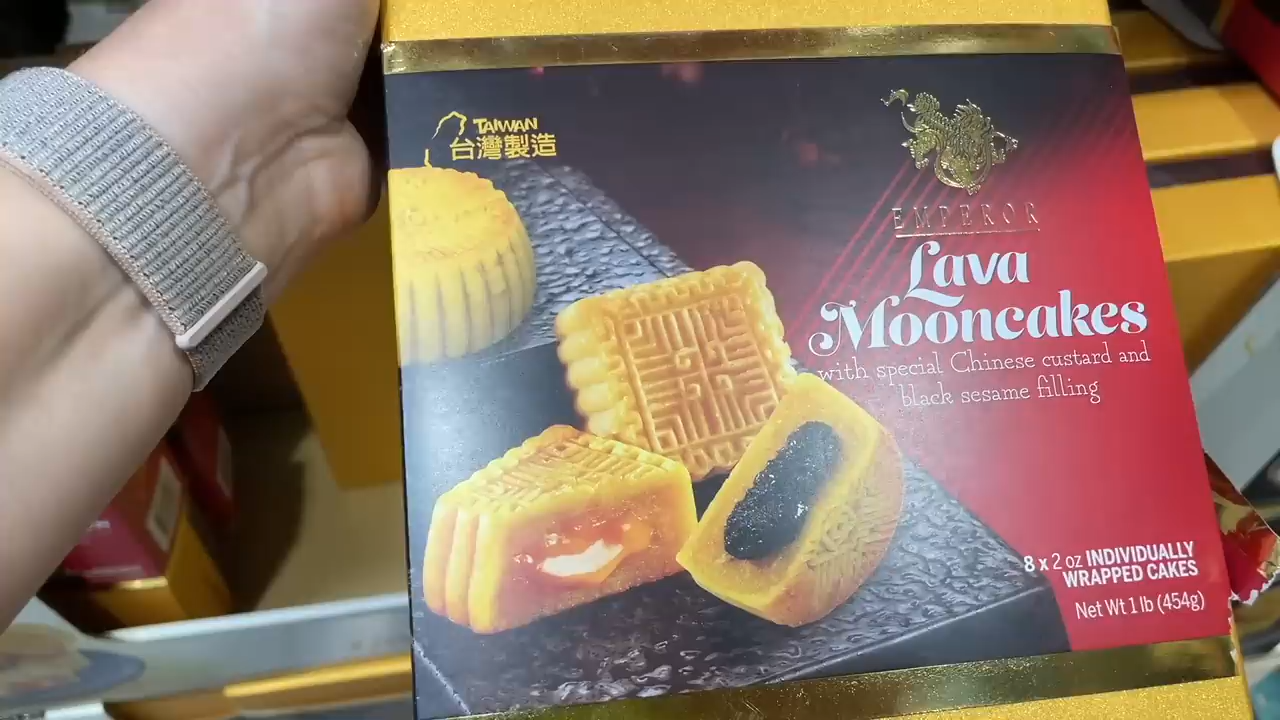 TAIWAN
台灣製造
EMPEROR
Lava
Mooncakes
with special Chinese custard and
black sesame filling
8 x 2 oz INDIVIDUALLY
WRAPPED CAKES
Net Wt 1 lb (454g)